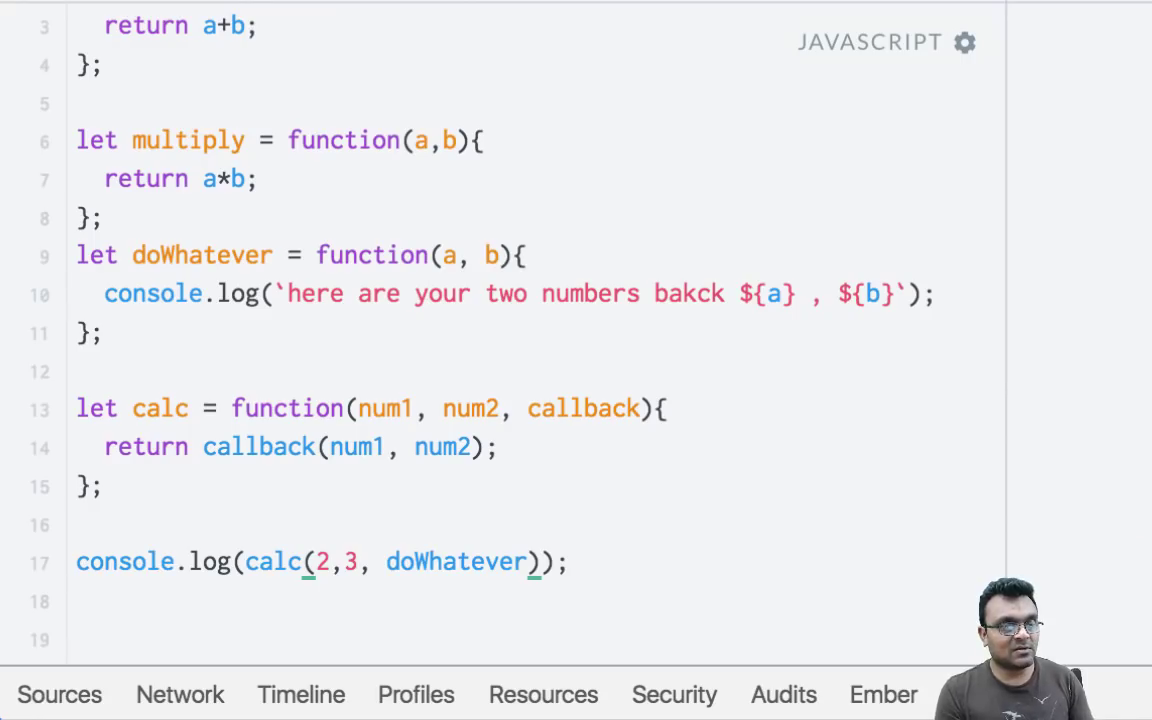 3 return a+b;
JAVASCRIPT
4 };
5
6 let multiply = function(a,b){
7 return a*b;
8 };
9 let doWhatever = function(a, b){
10 console.log(`here are your two numbers bakck ${a} , ${b}`);
11 };
12
13 let calc = function(num1, num2, callback){
14 return callback(num1, num2);
15 };
16
17 console.log(calc(2,3, doWhatever));
18
19
Sources Network Timeline Profiles Resources Security Audits Ember